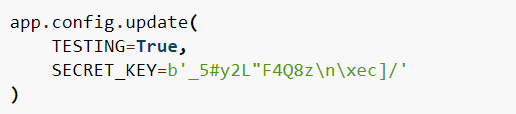 app.config.update(
    TESTING=True,
    SECRET_KEY=b'_5#y2L"F4Q8z\n\xec]/'
)